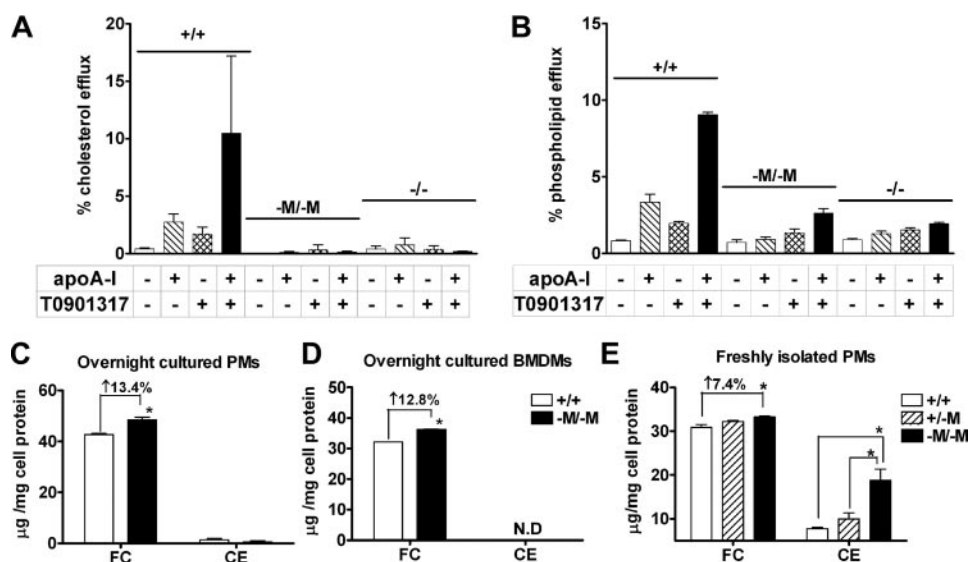 A
% cholesterol efflux
20
15
10
5
0
+/+
-M/-M
-/-
apoA-I - + - + - + - + - + - +
T0901317 - - + + - - + + - - + +
B
% phospholipid efflux
15
10
5
0
+/+
-M/-M
-/-
apoA-I - + - + - + - + - + - +
T0901317 - - + + - - + + - - + +
C
Overnight cultured PMs
μg /mg cell protein
60
40
20
0
↑13.4%
*
FC CE
D
Overnight cultured BMDMs
μg /mg cell protein
50
40
30
20
10
0
↑12.8%
*
N.D
FC CE
+/+
-M/-M
E
Freshly isolated PMs
μg/mg cell protein
40
30
20
10
↑7.4% *
*
*
FC CE
+/+
+/-M
-M/-M